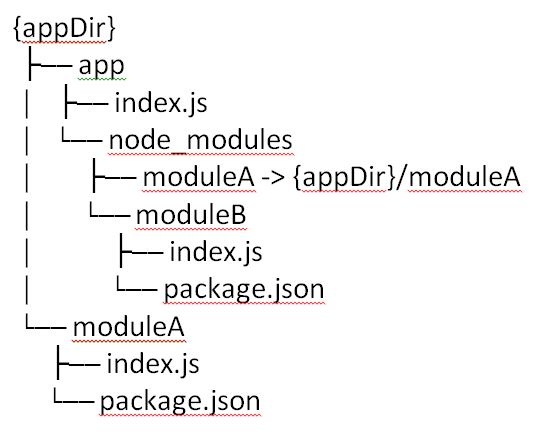 {appDir}
├── app
│   ├── index.js
│   └── node_modules
│       ├── moduleA -> {appDir}/moduleA
│       └── moduleB
│           ├── index.js
│           └── package.json
└── moduleA
    ├── index.js
    └── package.json